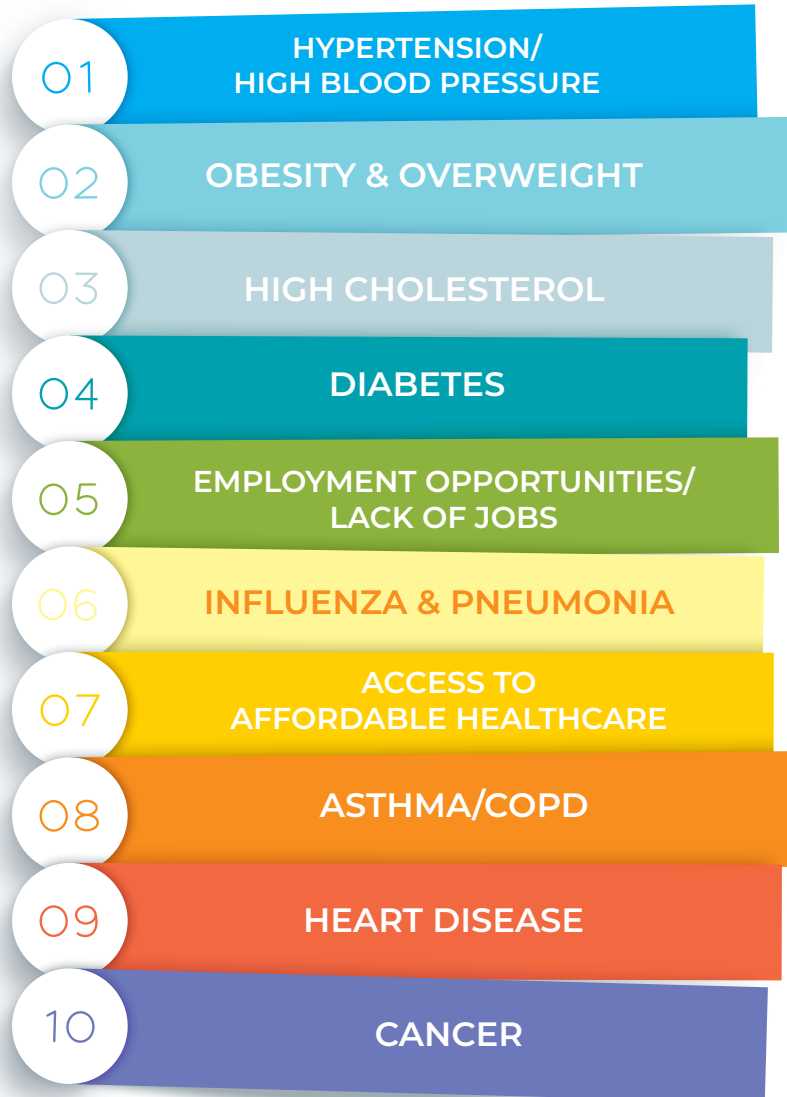 01
HYPERTENSION/
HIGH BLOOD PRESSURE
02
OBESITY & OVERWEIGHT
03
HIGH CHOLESTEROL
04
DIABETES
05
EMPLOYMENT OPPORTUNITIES/
LACK OF JOBS
06
INFLUENZA & PNEUMONIA
07
ACCESS TO
AFFORDABLE HEALTHCARE
08
ASTHMA/COPD
09
HEART DISEASE
10
CANCER